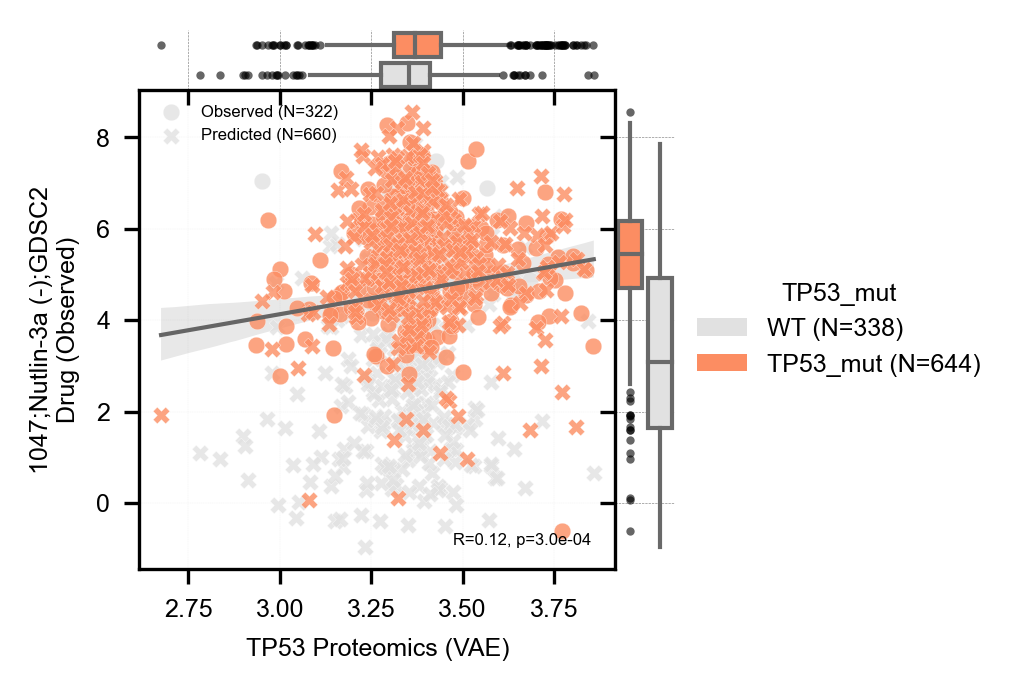 Observed (N=322)
Predicted (N=660)
8
6
4
2
0
1047;Nutlin-3a (-);GDSC2
Drug (Observed)
R=0.12, p=3.0e-04
2.75 3.00 3.25 3.50 3.75
TP53 Proteomics (VAE)
TP53_mut
WT (N=338)
TP53_mut (N=644)